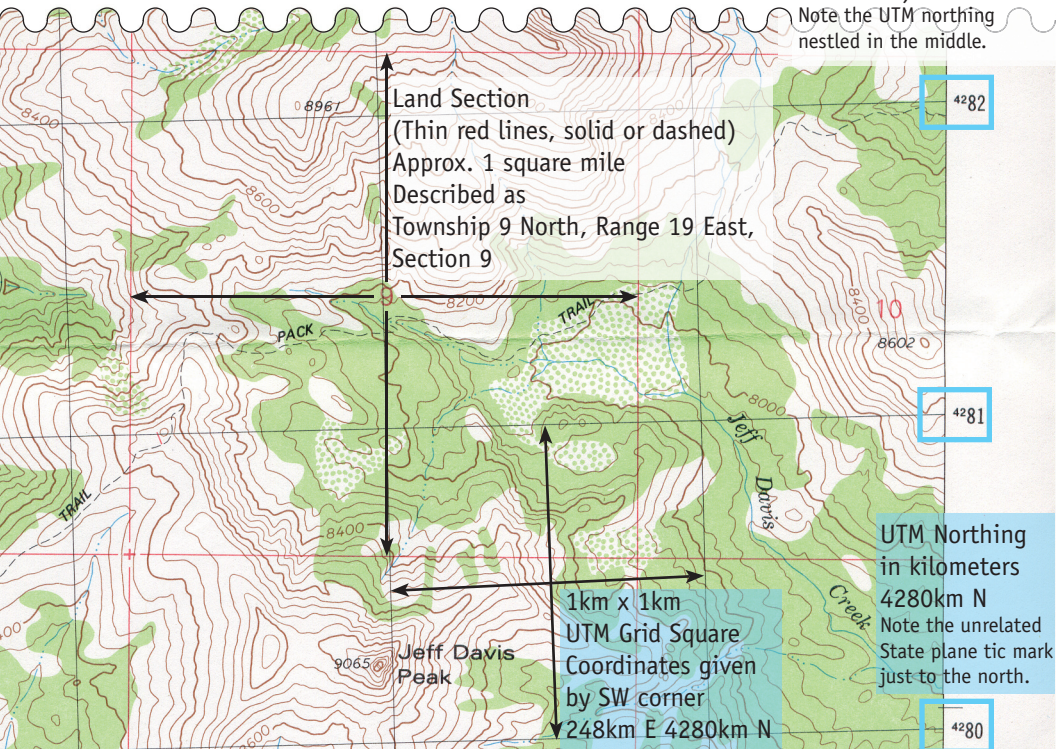 Note the UTM northing
nestled in the middle.
4282
8961
8400
Land Section
(Thin red lines, solid or dashed)
Approx. 1 square mile
Described as
Township 9 North, Range 19 East,
Section 9
8600
9
8200
TRAIL
PACK
8400
10
8602
8000
4281
Jeff
Davis
Creek
TRAIL
8400
UTM Northing
in kilometers
4280km N
Note the unrelated
State plane tic mark
just to the north.
1km x 1km
UTM Grid Square
Coordinates given
by SW corner
248km E 4280km N
9065
Jeff Davis
Peak
4280